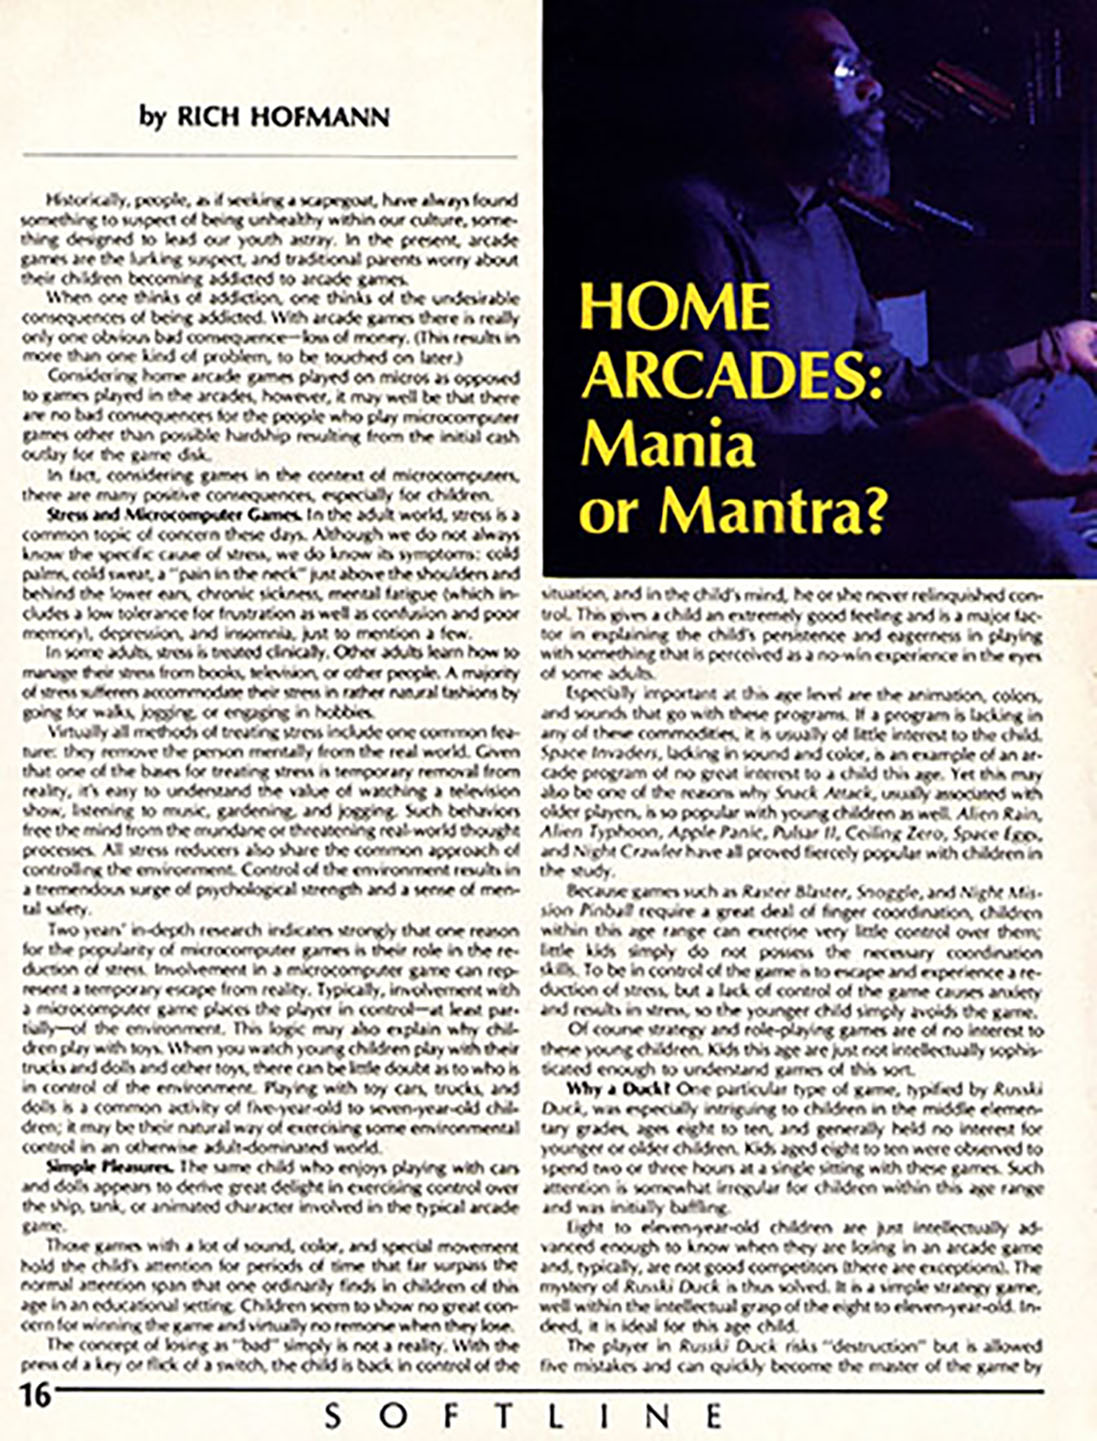 by RICH HOFMANN
HOME
ARCADES:
Mania
or Mantra?
Historically, people, as if seeking a scapegoat, have always found
something to suspect of being unhealthy within our culture, some-
thing designed to lead our youth astray. In the present, arcade
games are the lurking suspect, and traditional parents worry about
their children becoming addicted to arcade games.
When one thinks of addiction, one thinks of the undesirable
consequences of being addicted. With arcade games there is really
only one obvious bad consequence—loss of money. (This results in
more than one kind of problem, to be touched on later.)
Considering home arcade games played on micros as opposed
to games played in the arcades, however, it may well be that there
are no bad consequences for the people who play microcomputer
games other than possible hardship resulting from the initial cash
outlay for the game disk.
In fact, considering games in the context of microcomputers,
there are many positive consequences, especially for children.
Stress and Microcomputer Games. In the adult world, stress is a
common topic of concern these days. Although we do not always
know the specific cause of stress, we do know its symptoms: cold
palms, cold sweat, a "pain in the neck" just above the shoulders and
behind the lower ears, chronic sickness, mental fatigue (which in-
cludes a low tolerance for frustration as well as confusion and poor
memory), depression, and insomnia, just to mention a few.
In some adults, stress is treated clinically. Other adults learn how to
manage their stress from books, television, or other people. A majority
of stress sufferers accommodate their stress in rather natural fashions by
going for walks, jogging, or engaging in hobbies.
Virtually all methods of treating stress include one common fea-
ture: they remove the person mentally from the real world. Given
that one of the bases for treating stress is temporary removal from
reality, it's easy to understand the value of watching a television
show, listening to music, gardening, and jogging. Such behaviors
free the mind from the mundane or threatening real-world thought
processes. All stress reducers also share the common approach of
controlling the environment. Control of the environment results in
a tremendous surge of psychological strength and a sense of men-
tal safety.
Two years' in-depth research indicates strongly that one reason
for the popularity of microcomputer games is their role in the re-
duction of stress. Involvement in a microcomputer game can rep-
resent a temporary escape from reality. Typically, involvement with
a microcomputer game places the player in control—at least par-
tially—of the environment. This logic may also explain why chil-
dren play with toys. When you watch young children play with their
trucks and dolls and other toys, there can be little doubt as to who is
in control of the environment. Playing with toy cars, trucks, and
dolls is a common activity of five-year-old to seven-year-old chil-
dren; it may be their natural way of exercising some environmental
control in an otherwise adult-dominated world.
Simple Pleasures. The same child who enjoys playing with cars
and dolls appears to derive great delight in exercising control over
the ship, tank, or animated character involved in the typical arcade
game.
Those games with a lot of sound, color, and special movement
hold the child's attention for periods of time that far surpass the
normal attention span that one ordinarily finds in children of this
age in an educational setting. Children seem to show no great con-
cern for winning the game and virtually no remorse when they lose.
The concept of losing as "bad" simply is not a reality. With the
press of a key or flick of a switch, the child is back in control of the
situation, and in the child's mind, he or she never relinquished con-
trol. This gives a child an extremely good feeling and is a major fac-
tor in explaining the child's persistence and eagerness in playing
with something that is perceived as a no-win experience in the eyes
of some adults.
Especially important at this age level are the animation, colors,
and sounds that go with these programs. If a program is lacking in
any of these commodities, it is usually of little interest to the child.
Space Invaders, lacking in sound and color, is an example of an ar-
cade program of no great interest to a child this age. Yet this may
also be one of the reasons why Snack Attack, usually associated with
older players, is so popular with young children as well. Alien Rain,
Alien Typhoon, Apple Panic, Pulsar II, Ceiling Zero, Space Eggs,
and Night Crawler have all proved fiercely popular with children in
the study.
Because games such as Raster Blaster, Snoggle, and Night Mis-
sion Pinball require a great deal of finger coordination, children
within this age range can exercise very little control over them;
little kids simply do not possess the necessary coordination
skills. To be in control of the game is to escape and experience a re-
duction of stress, but a lack of control of the game causes anxiety
and results in stress, so the younger child simply avoids the game.
Of course strategy and role-playing games are of no interest to
these young children. Kids this age are just not intellectually sophis-
ticated enough to understand games of this sort.
Why a Duck? One particular type of game, typified by Russki
Duck, was especially intriguing to children in the middle elemen-
tary grades, ages eight to ten, and generally held no interest for
younger or older children. Kids aged eight to ten were observed to
spend two or three hours at a single sitting with these games. Such
attention is somewhat irregular for children within this age range
and was initially baffling.
Eight to eleven-year-old children are just intellectually ad-
vanced enough to know when they are losing in an arcade game
and, typically, are not good competitors (there are exceptions). The
mystery of Russki Duck is thus solved. It is a simple strategy game,
well within the intellectual grasp of the eight to eleven-year-old. In-
deed, it is ideal for this age child.
The player in Russki Duck risks "destruction" but is allowed
five mistakes and can quickly become the master of the game by
16
SOFTLINE